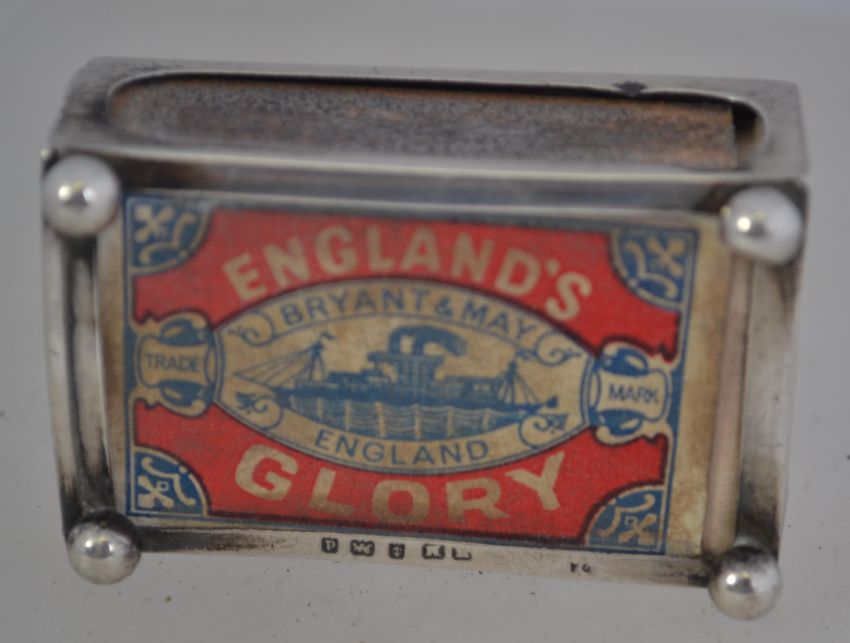 ENGLAND'S
BRYANT & MAY
TRADE MARK
ENGLAND
GLORY